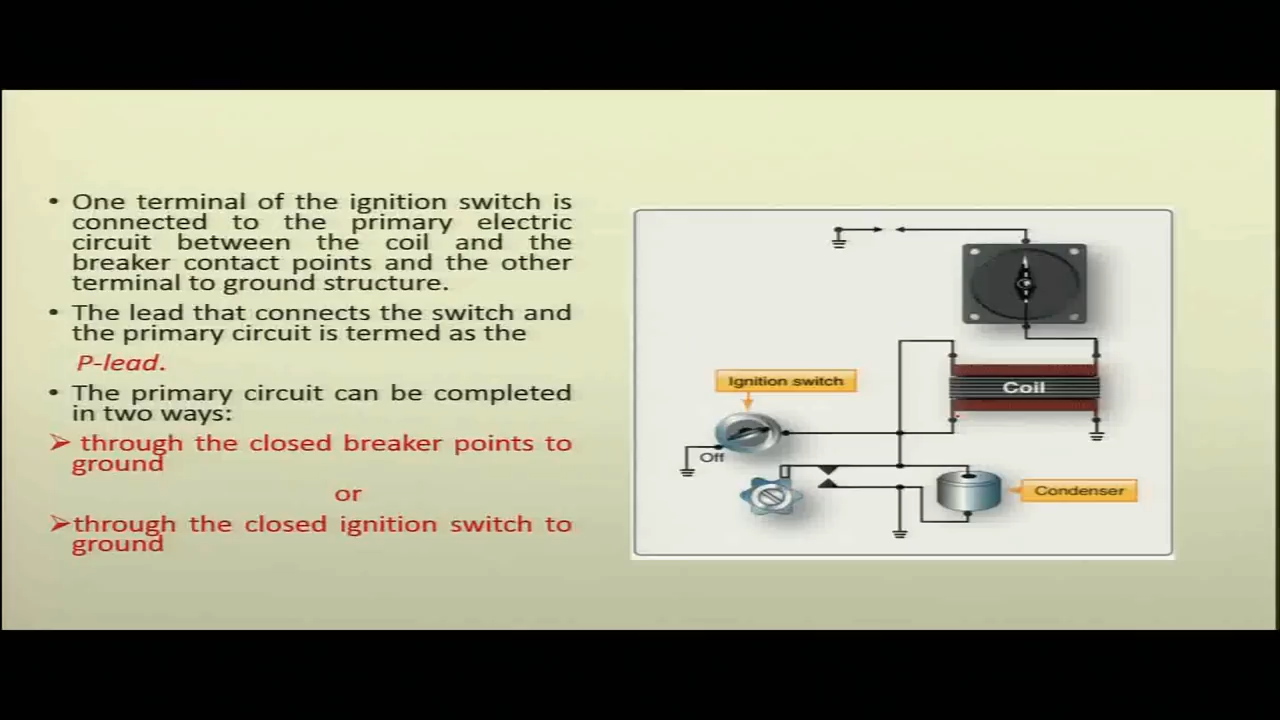 • One terminal of the ignition switch is
connected to the primary electric
circuit between the coil and the
breaker contact points and the other
terminal to ground structure.
• The lead that connects the switch and
the primary circuit is termed as the
P-lead.
• The primary circuit can be completed
in two ways:
➢ through the closed breaker points to
ground
or
➢through the closed ignition switch to
ground
Ignition switch
Coil
Off
Condenser